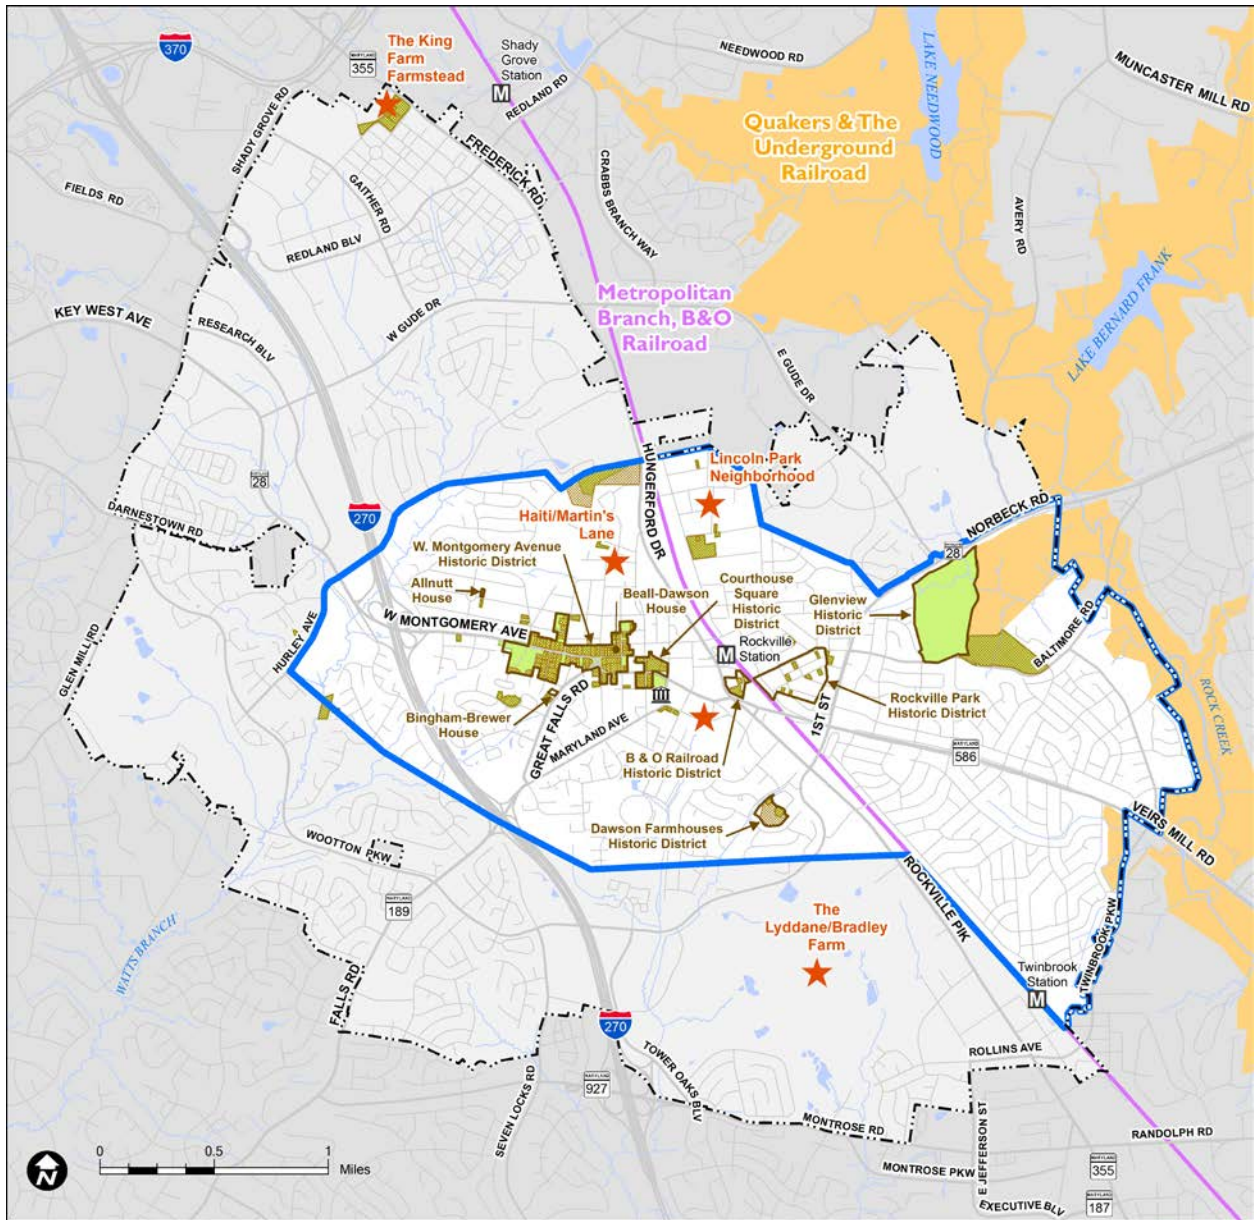 370
MARYLAND
355
The King
Farm
Farmstead
Shady
Grove
Station
M
REDLAND RD
NEEDWOOD RD
LAKE NEEDWOOD
MUNCASTER MILL RD
SHADY GROVE RD
FREDERICK RD
Quakers & The
Underground
Railroad
FIELDS RD
GAITHER RD
CRABBS BRANCH WAY
AVERY RD
REDLAND BLV
LAKE BERNARD FRANK
KEY WEST AVE
RESEARCH BLV
W GUDE DR
Metropolitan
Branch, B&O
Railroad
E GUDE DR
HUNGERFORD DR
Lincoln Park
Neighborhood
28
DARNESTOWN RD
270
NORBECK RD
28
Haiti/Martin's
Lane
W. Montgomery Avenue
Historic District
Allnutt
House
Beall-Dawson
House
Courthouse
Square
Historic
District
Glenview
Historic
District
W MONTGOMERY AVE
HURLEY AVE
GLEN MILL RD
BALTIMORE RD
M
Rockville
Station
Rockville Park
Historic District
ROCK CREEK
Bingham-Brewer
House
GREAT FALLS RD
MARYLAND AVE
1ST ST
B & O Railroad
Historic District
MARYLAND
586
VEIRS MILL RD
Dawson Farmhouses
Historic District
WOOTTON PKW
MARYLAND
189
ROCKVILLE PIK
The
Lyddane/Bradley
Farm
WATTS BRANCH
FALLS RD
TWINBROOK PKW
Twinbrook
Station
M
270
TOWER OAKS BLV
ROLLINS AVE
SEVEN LOCKS RD
MARYLAND
927
MONTROSE RD
E JEFFERSON ST
RANDOLPH RD
MONTROSE PKW
MARYLAND
355
EXECUTIVE BLV
MARYLAND
187
N
0 0.5 1
Miles